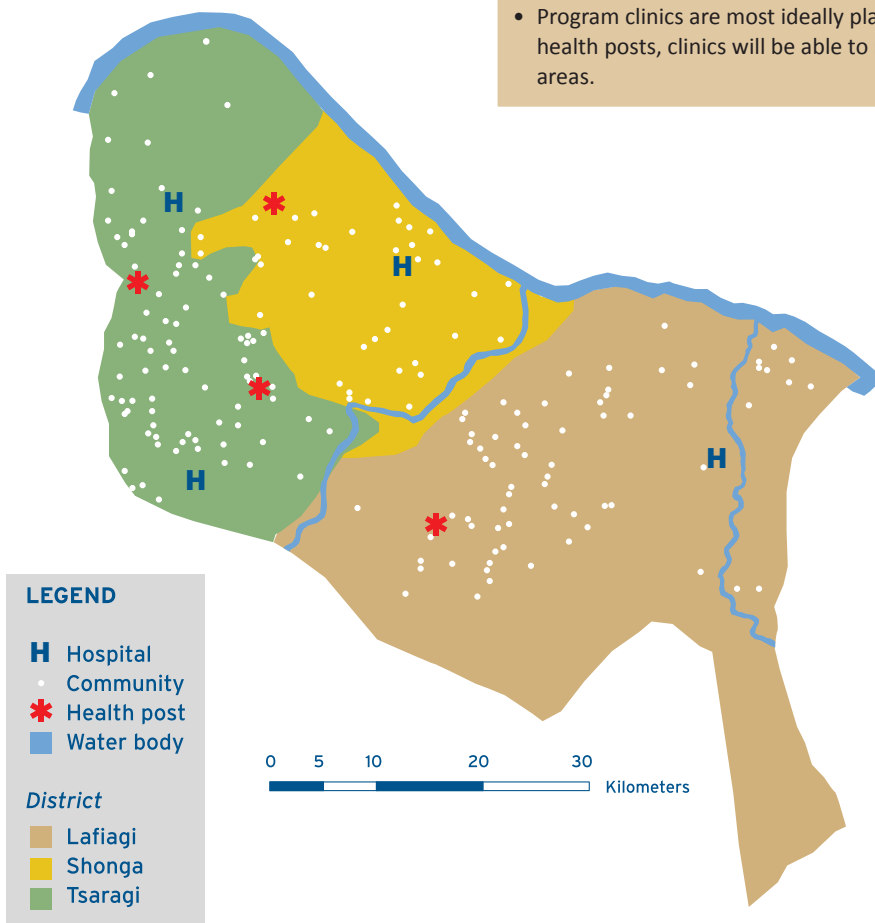 • Program clinics are most ideally
health posts, clinics will be able to
areas.
H
H
H
H
LEGEND
H Hospital
Community
Health post
Water body
District
Lafiagi
Shonga
Tsaragi
0 5 10 20 30
Kilometers